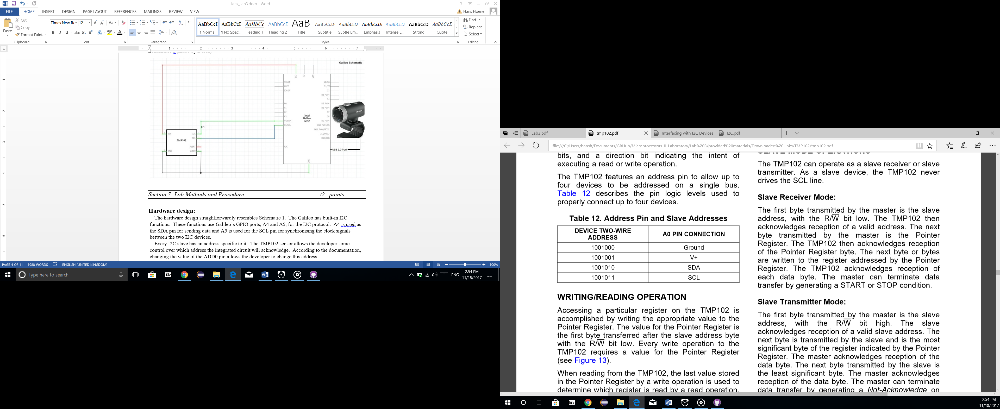 Hans_Lab3.docx - Word
FILE HOME INSERT DESIGN PAGE LAYOUT REFERENCES MAILINGS REVIEW VIEW
Hans Hoene
Paste
Cut
Copy
Format Painter
Clipboard
Times New R 12
Font
Paragraph
AaBbCcI AaBbCcI AaBbCc AaBbCcC AaBl AaBbCcD AaBbCcD AaBbCcD AaBbCcD AaBbCcD AaBbCcL
¶ Normal ¶ No Spac... Heading 1 Heading 2 Title Subtitle Subtle Em... Emphasis Intense E... Strong Quote
Styles
Find
Replace
Select
Editing
1 2 3 4 5 6 7
Galileo Schematic
RESET
AREF
IOREF
A0
A1
A2
A3
A4/SDA
A5/SCL
N/C
Intel
Galileo
Gen2
D0/RX
D1/TX
D2
D3 PWM
D4
D5 PWM
D6 PWM
D7
D8
D9 PWM
D10 PWM/SS
D11 PWM/MOSI
D12/MISO
D13/SCK
GND
Microsoft
USB 2.0 Port
U1
VCC
SDA
SCL
TMP102
ALERT
GND
ADD0
Section 7: Lab Methods and Procedure /2 points
Hardware design:
The hardware design straightforwardly resembles Schematic 1. The Galileo has built-in I2C
functions. These functions use Galileo's GPIO ports, A4 and A5, for the I2C protocol. A4 is used as
the SDA pin for sending data and A5 is used for the SCL pin for synchronising the clock signals
between the two I2C devices.
Every I2C slave has an address specific to it. The TMP102 sensor allows the developer some
control over which address the integrated circuit will acknowledge. According to the documentation,
changing the value of the ADD0 pin allows the developer to change this address.
PAGE 4 OF 11 1988 WORDS ENGLISH (UNITED KINGDOM) 100%
Type here to search
ENG
2:54 PM
11/18/2017
Lab3.pdf tmp102.pdf Interfacing with I2C Devices I2C.pdf
file:///C:/Users/hansh/Documents/GitHub/Microprocessors-II-Laboratory/Lab%203/provided%20materials/Downloaded%20Links/TMP102/tmp102.pdf
bits, and a direction bit indicating the intent of
executing a read or write operation.
The TMP102 features an address pin to allow up to
four devices to be addressed on a single bus.
Table 12 describes the pin logic levels used to
properly connect up to four devices.
Table 12. Address Pin and Slave Addresses
DEVICE TWO-WIRE
ADDRESS
A0 PIN CONNECTION
1001000 Ground
1001001 V+
1001010 SDA
1001011 SCL
WRITING/READING OPERATION
Accessing a particular register on the TMP102 is
accomplished by writing the appropriate value to the
Pointer Register. The value for the Pointer Register is
the first byte transferred after the slave address byte
with the R/W bit low. Every write operation to the
TMP102 requires a value for the Pointer Register
(see Figure 13).
When reading from the TMP102, the last value stored
in the Pointer Register by a write operation is used to
determine which register is read by a read operation.
SLAVE MODE OPERATIONS
The TMP102 can operate as a slave receiver or slave
transmitter. As a slave device, the TMP102 never
drives the SCL line.
Slave Receiver Mode:
The first byte transmitted by the master is the slave
address, with the R/W bit low. The TMP102 then
acknowledges reception of a valid address. The next
byte transmitted by the master is the Pointer
Register. The TMP102 then acknowledges reception
of the Pointer Register byte. The next byte or bytes
are written to the register addressed by the Pointer
Register. The TMP102 acknowledges reception of
each data byte. The master can terminate data
transfer by generating a START or STOP condition.
Slave Transmitter Mode:
The first byte transmitted by the master is the slave
address, with the R/W bit high. The slave
acknowledges reception of a valid slave address. The
next byte is transmitted by the slave and is the most
significant byte of the register indicated by the Pointer
Register. The master acknowledges reception of the
data byte. The next byte transmitted by the slave is
the least significant byte. The master acknowledges
reception of the data byte. The master can terminate
data transfer by generating a Not-Acknowledge on
2:54 PM
11/18/2017